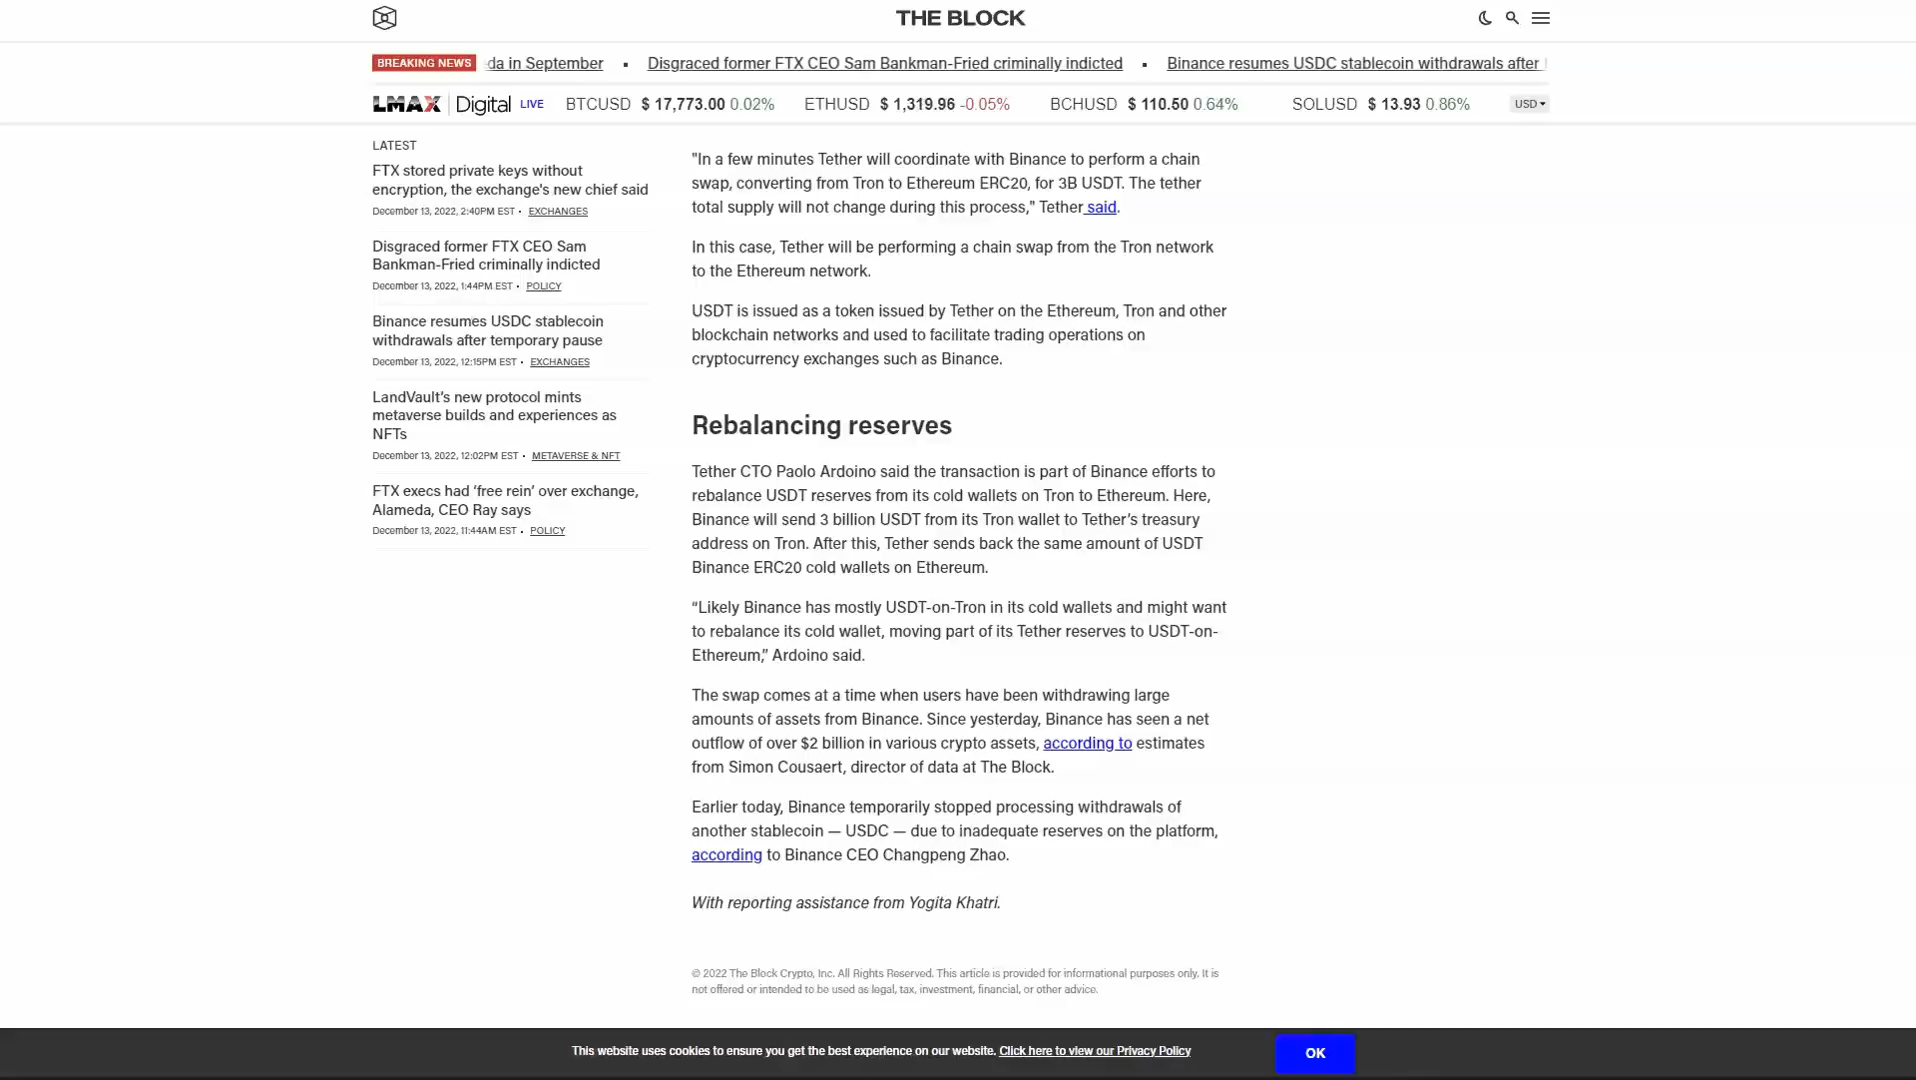 THE BLOCK
BREAKING NEWS da in September • Disgraced former FTX CEO Sam Bankman-Fried criminally indicted • Binance resumes USDC stablecoin withdrawals after
LMAX Digital LIVE BTCUSD $ 17,773.00 0.02% ETHUSD $ 1,319.96 -0.05% BCHUSD $ 110.50 0.64% SOLUSD $ 13.93 0.86% USD
LATEST
FTX stored private keys without
encryption, the exchange's new chief said
December 13, 2022, 2:40PM EST • EXCHANGES
Disgraced former FTX CEO Sam
Bankman-Fried criminally indicted
December 13, 2022, 1:44PM EST • POLICY
Binance resumes USDC stablecoin
withdrawals after temporary pause
December 13, 2022, 12:15PM EST • EXCHANGES
LandVault’s new protocol mints
metaverse builds and experiences as
NFTs
December 13, 2022, 12:02PM EST • METAVERSE & NFT
FTX execs had ‘free rein’ over exchange,
Alameda, CEO Ray says
December 13, 2022, 11:44AM EST • POLICY
"In a few minutes Tether will coordinate with Binance to perform a chain
swap, converting from Tron to Ethereum ERC20, for 3B USDT. The tether
total supply will not change during this process," Tether said.
In this case, Tether will be performing a chain swap from the Tron network
to the Ethereum network.
USDT is issued as a token issued by Tether on the Ethereum, Tron and other
blockchain networks and used to facilitate trading operations on
cryptocurrency exchanges such as Binance.
Rebalancing reserves
Tether CTO Paolo Ardoino said the transaction is part of Binance efforts to
rebalance USDT reserves from its cold wallets on Tron to Ethereum. Here,
Binance will send 3 billion USDT from its Tron wallet to Tether’s treasury
address on Tron. After this, Tether sends back the same amount of USDT
Binance ERC20 cold wallets on Ethereum.
“Likely Binance has mostly USDT-on-Tron in its cold wallets and might want
to rebalance its cold wallet, moving part of its Tether reserves to USDT-on-
Ethereum,” Ardoino said.
The swap comes at a time when users have been withdrawing large
amounts of assets from Binance. Since yesterday, Binance has seen a net
outflow of over $2 billion in various crypto assets, according to estimates
from Simon Cousaert, director of data at The Block.
Earlier today, Binance temporarily stopped processing withdrawals of
another stablecoin — USDC — due to inadequate reserves on the platform,
according to Binance CEO Changpeng Zhao.
With reporting assistance from Yogita Khatri.
© 2022 The Block Crypto, Inc. All Rights Reserved. This article is provided for informational purposes only. It is
not offered or intended to be used as legal, tax, investment, financial, or other advice.
This website uses cookies to ensure you get the best experience on our website. Click here to view our Privacy Policy
OK